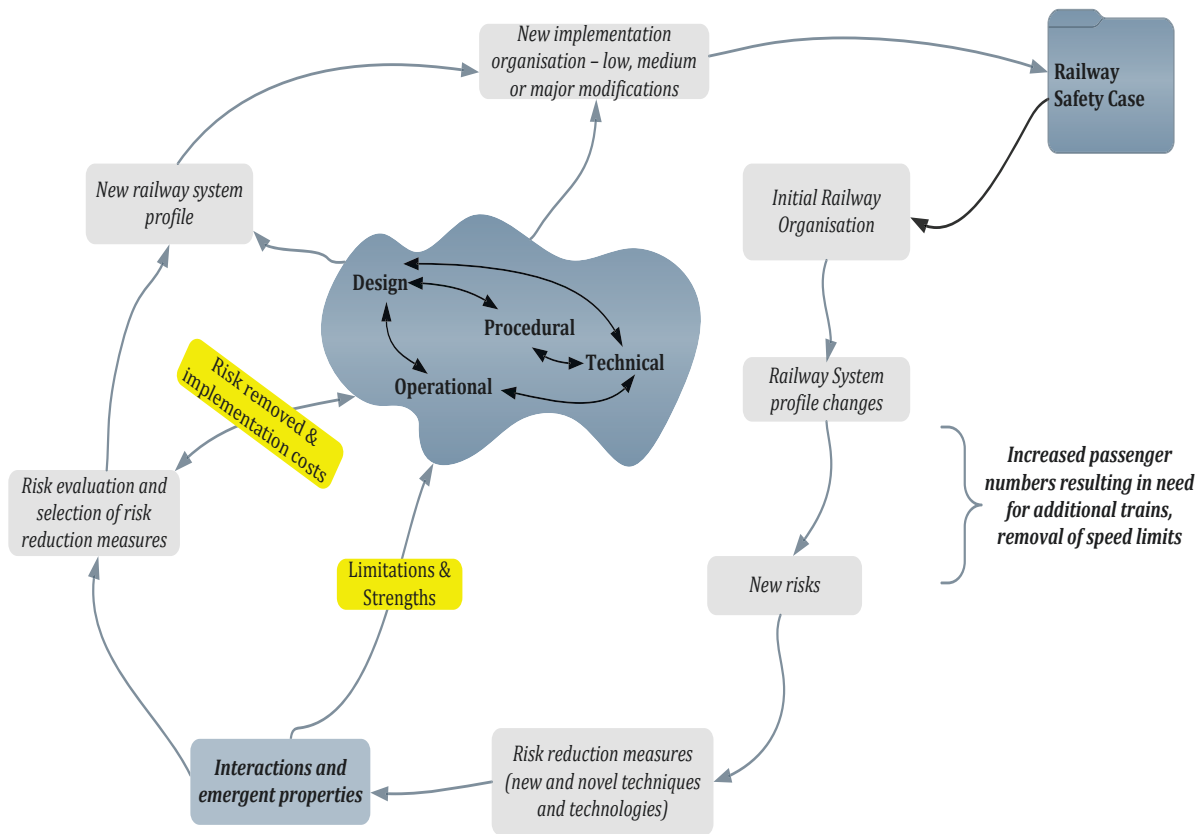 New implementation
organisation – low, medium
or major modifications
Railway
Safety Case
New railway system
profile
Initial Railway
Organisation
Design
Procedural
Technical
Operational
Risk removed &
implementation costs
Railway System
profile changes
Increased passenger
numbers resulting in need
for additional trains,
removal of speed limits
Risk evaluation and
selection of risk
reduction measures
Limitations &
Strengths
New risks
Interactions and
emergent properties
Risk reduction measures
(new and novel techniques
and technologies)